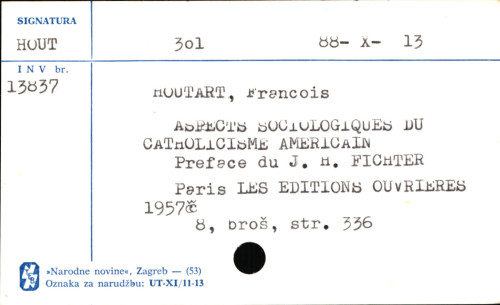 SIGNATURA
HOUT 301 88- X- 13
INV br.
13837
HOUTART, Francois
ASPECTS SOCIOLOGIQUES DU
CATHOLICISME AMERICAIN
Preface du J. H. FICHTER
Paris LES EDITIONS OUVRIERES
1957
8, broš, str. 336
»Narodne novine«, Zagreb — (53)
Oznaka za narudžbu: UT-XI/11-13